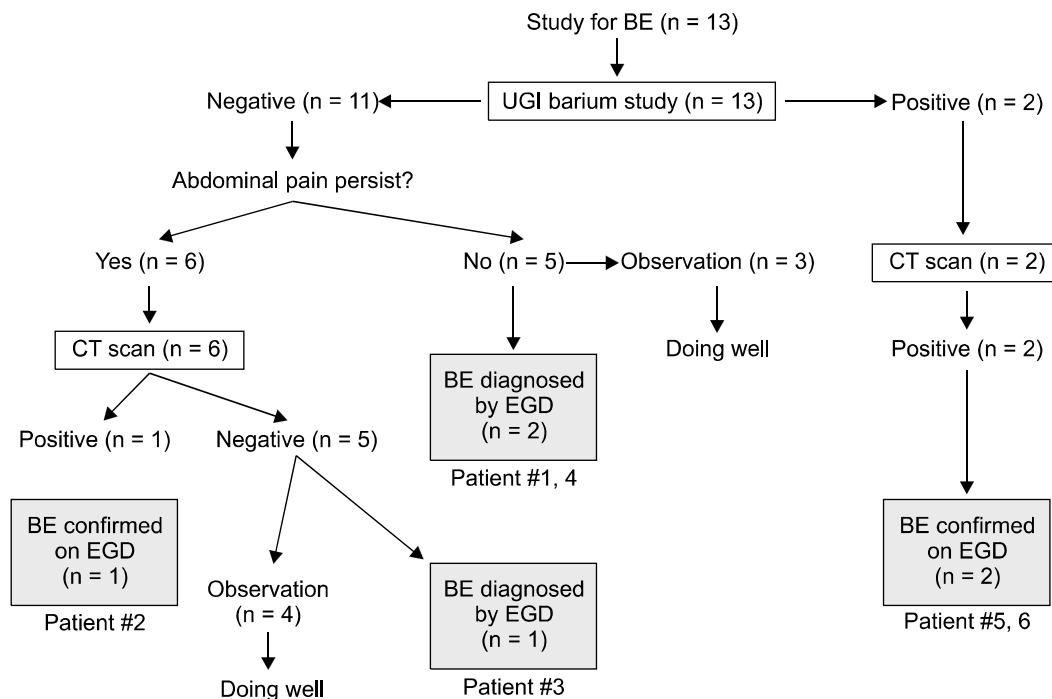 Study for BE (n = 13)
Negative (n = 11)
UGI barium study (n = 13)
Positive (n = 2)
Abdominal pain persist?
Yes (n = 6)
No (n = 5)
Observation (n = 3)
CT scan (n = 2)
CT scan (n = 6)
Doing well
Positive (n = 2)
BE diagnosed
by EGD
(n = 2)
Patient #1, 4
Positive (n = 1)
Negative (n = 5)
BE confirmed
on EGD
(n = 1)
Patient #2
Observation
(n = 4)
Doing well
BE diagnosed
by EGD
(n = 1)
Patient #3
BE confirmed
on EGD
(n = 2)
Patient #5, 6